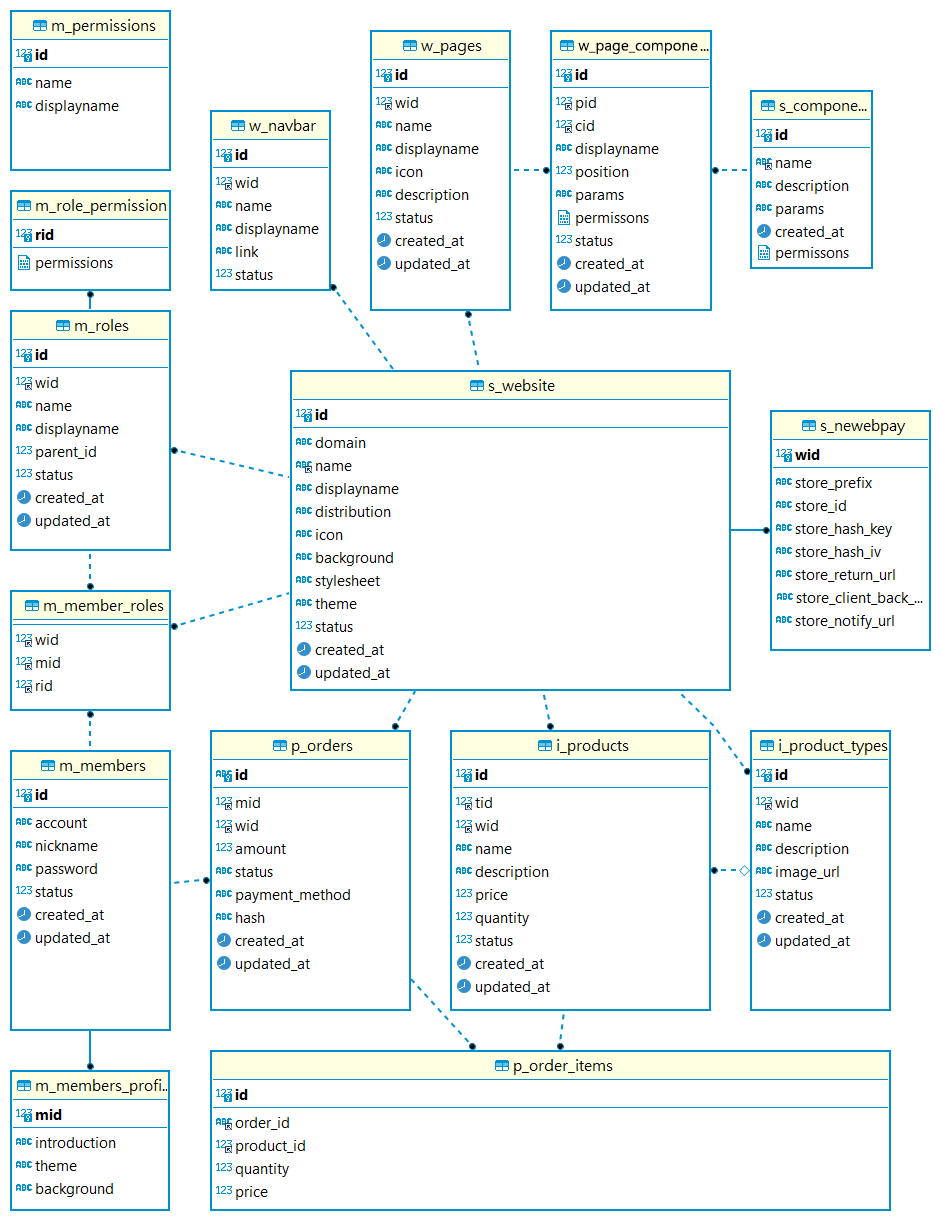 m_permissions
id
name
displayname
m_role_permission
rid
permissions
m_roles
id
wid
name
displayname
parent_id
status
created_at
updated_at
m_member_roles
wid
mid
rid
m_members
id
account
nickname
password
status
created_at
updated_at
m_members_profi..
mid
introduction
theme
background
w_navbar
id
wid
name
displayname
link
status
w_pages
id
wid
name
displayname
icon
description
status
created_at
updated_at
w_page_compone...
id
pid
cid
displayname
position
params
permissons
status
created_at
updated_at
s_compone...
id
name
description
params
created_at
permissons
s_website
id
domain
name
displayname
distribution
icon
background
stylesheet
theme
status
created_at
updated_at
s_newebpay
wid
store_prefix
store_id
store_hash_key
store_hash_iv
store_return_url
store_client_back_...
store_notify_url
p_orders
id
mid
wid
amount
status
payment_method
hash
created_at
updated_at
i_products
id
tid
wid
name
description
price
quantity
status
created_at
updated_at
i_product_types
id
wid
name
description
image_url
status
created_at
updated_at
p_order_items
id
order_id
product_id
quantity
price